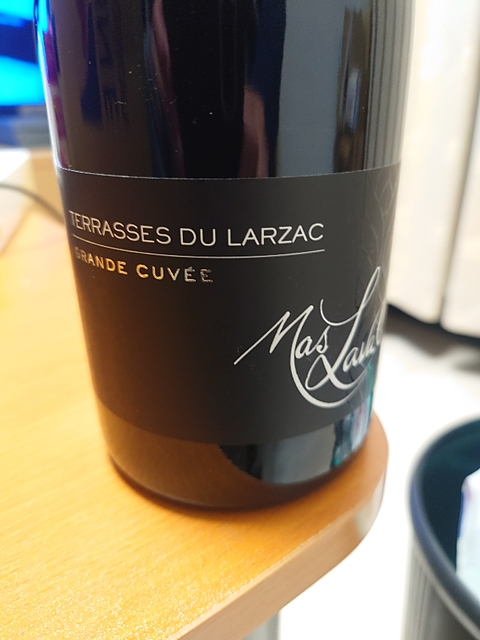 TERRASSES DU LARZAC
GRANDE CUVÉE
Mas